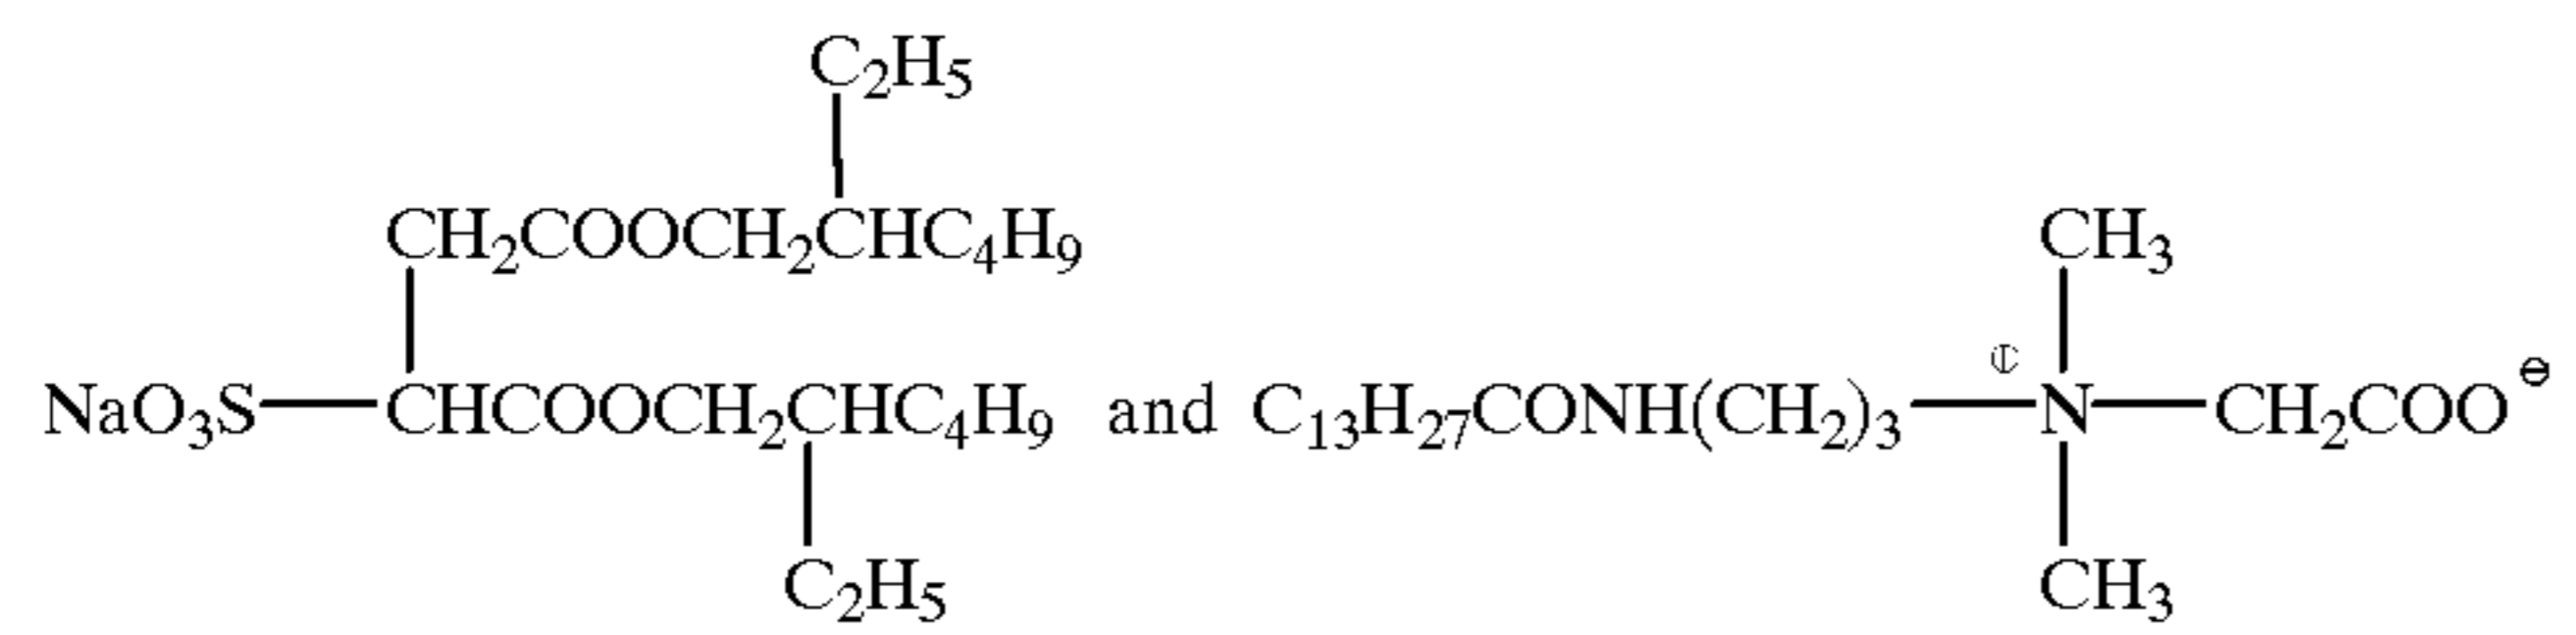 C₂H₅
CH₂COOCH₂CHC₄H₉ CH₃
NaO₃S—CHCOOCH₂CHC₄H₉ and C₁₃H₂₇CONH(CH₂)₃—N⊕—CH₂COO⊖
C₂H₅ CH₃